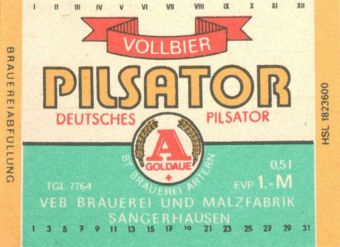 I II III IV V VI VII VIII IX X XI XII
VOLLBIER
PILSATOR
DEUTSCHES PILSATOR
A
GOLDAUE
BT BRAUEREI ARTERN
0,5 l
TGL 7764
EVP 1.-M
VEB BRAUEREI UND MALZFABRIK
SANGERHAUSEN
1 3 5 7 9 11 13 15 17 19 21 23 25 27 29 31
BRAUEREIABFÜLLUNG
HSL 1823600